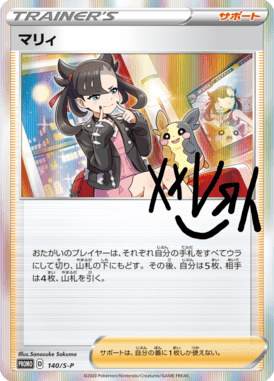 TRAINER'S サポート
マリィ
おたがいのプレイヤーは、それぞれ自分の手札をすべてウラ
にして切り、山札の下にもどす。その後、自分は5枚、相手
は4枚、山札を引く。
Illus. Sanosuke Sakuma
サポートは、自分の番に1枚しか使えない。
PROMO D 140/S-P
©2020 Pokémon/Nintendo/Creatures/GAME FREAK.